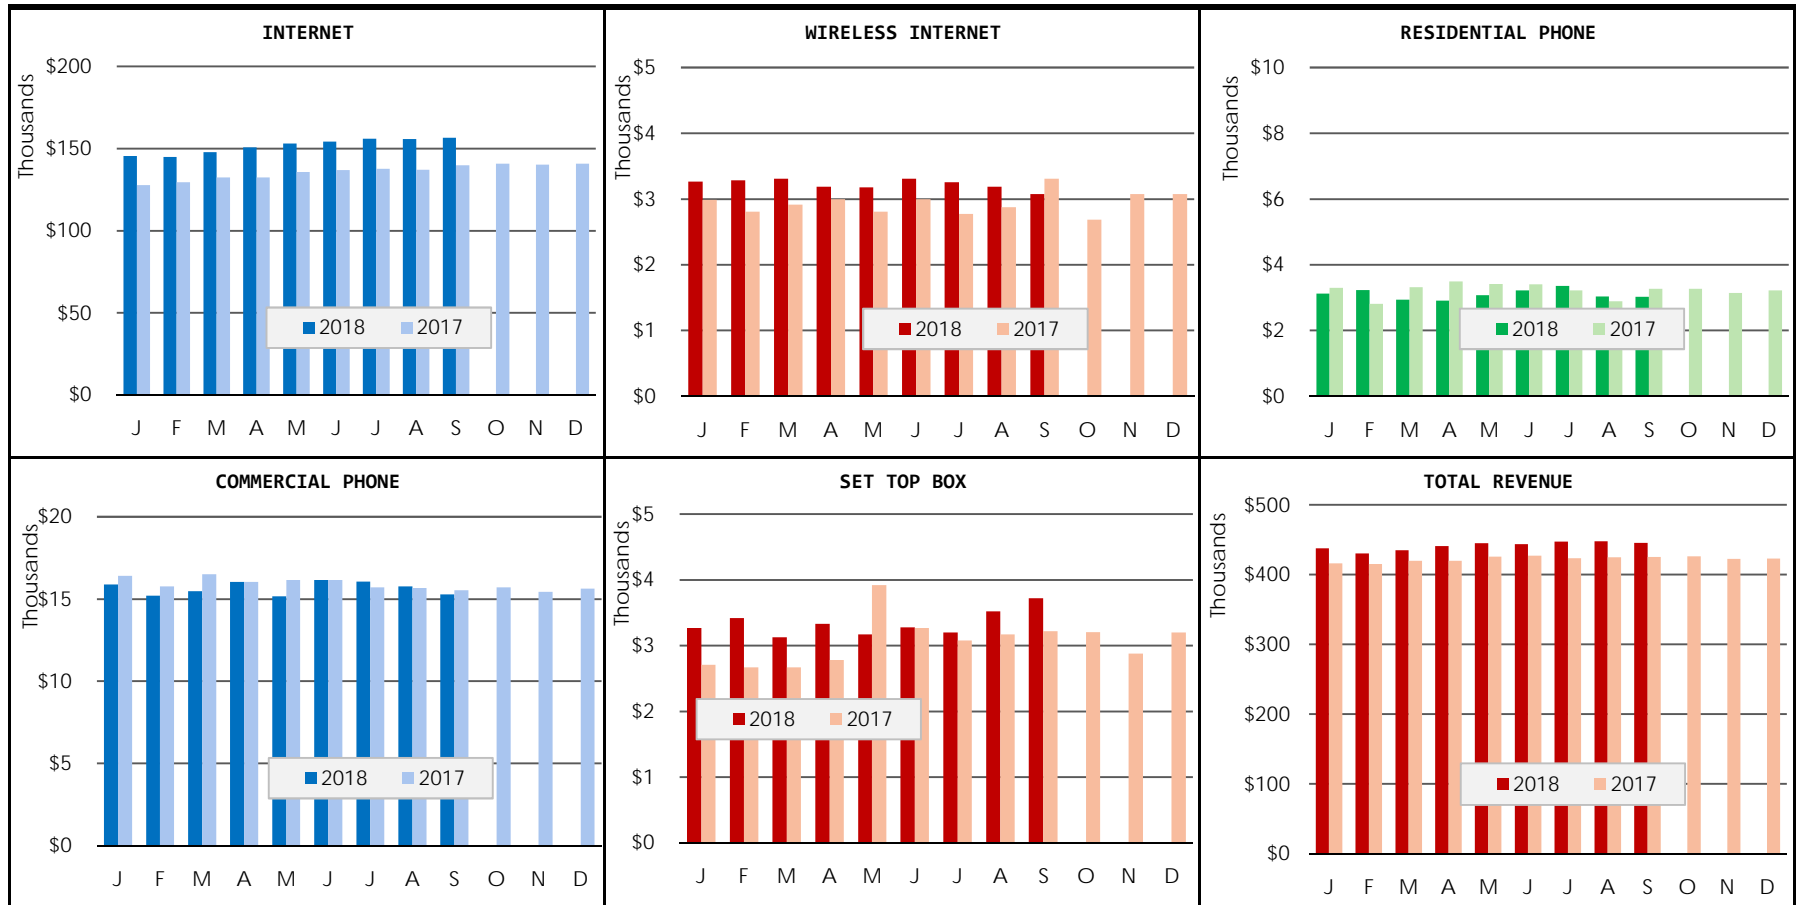 INTERNET
Thousands
$200
$150
$100
$50
$0
2018 2017
J F M A M J J A S O N D
WIRELESS INTERNET
Thousands
$5
$4
$3
$2
$1
$0
2018 2017
J F M A M J J A S O N D
RESIDENTIAL PHONE
Thousands
$10
$8
$6
$4
$2
$0
2018 2017
J F M A M J J A S O N D
COMMERCIAL PHONE
Thousands
$20
$15
$10
$5
$0
2018 2017
J F M A M J J A S O N D
SET TOP BOX
Thousands
$5
$4
$3
$2
$1
$0
2018 2017
J F M A M J J A S O N D
TOTAL REVENUE
Thousands
$500
$400
$300
$200
$100
$0
2018 2017
J F M A M J J A S O N D